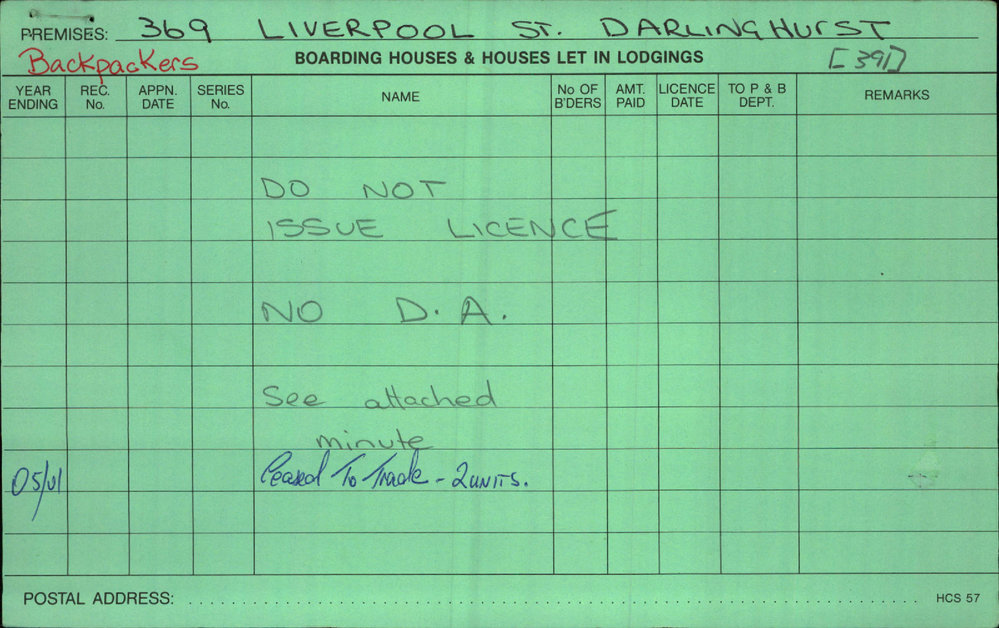 PREMISES: 369 LIVERPOOL ST. DARLINGHURST
Backpackers BOARDING HOUSES & HOUSES LET IN LODGINGS [391]
YEAR ENDING REC. No. APPN. DATE SERIES No. NAME No OF B'DERS AMT. PAID LICENCE DATE TO P & B DEPT. REMARKS
DO NOT
ISSUE LICENCE
NO D.A.
See attached
minute
05/01 Ceased To Trade - 2 UNITS.
POSTAL ADDRESS: HCS 57